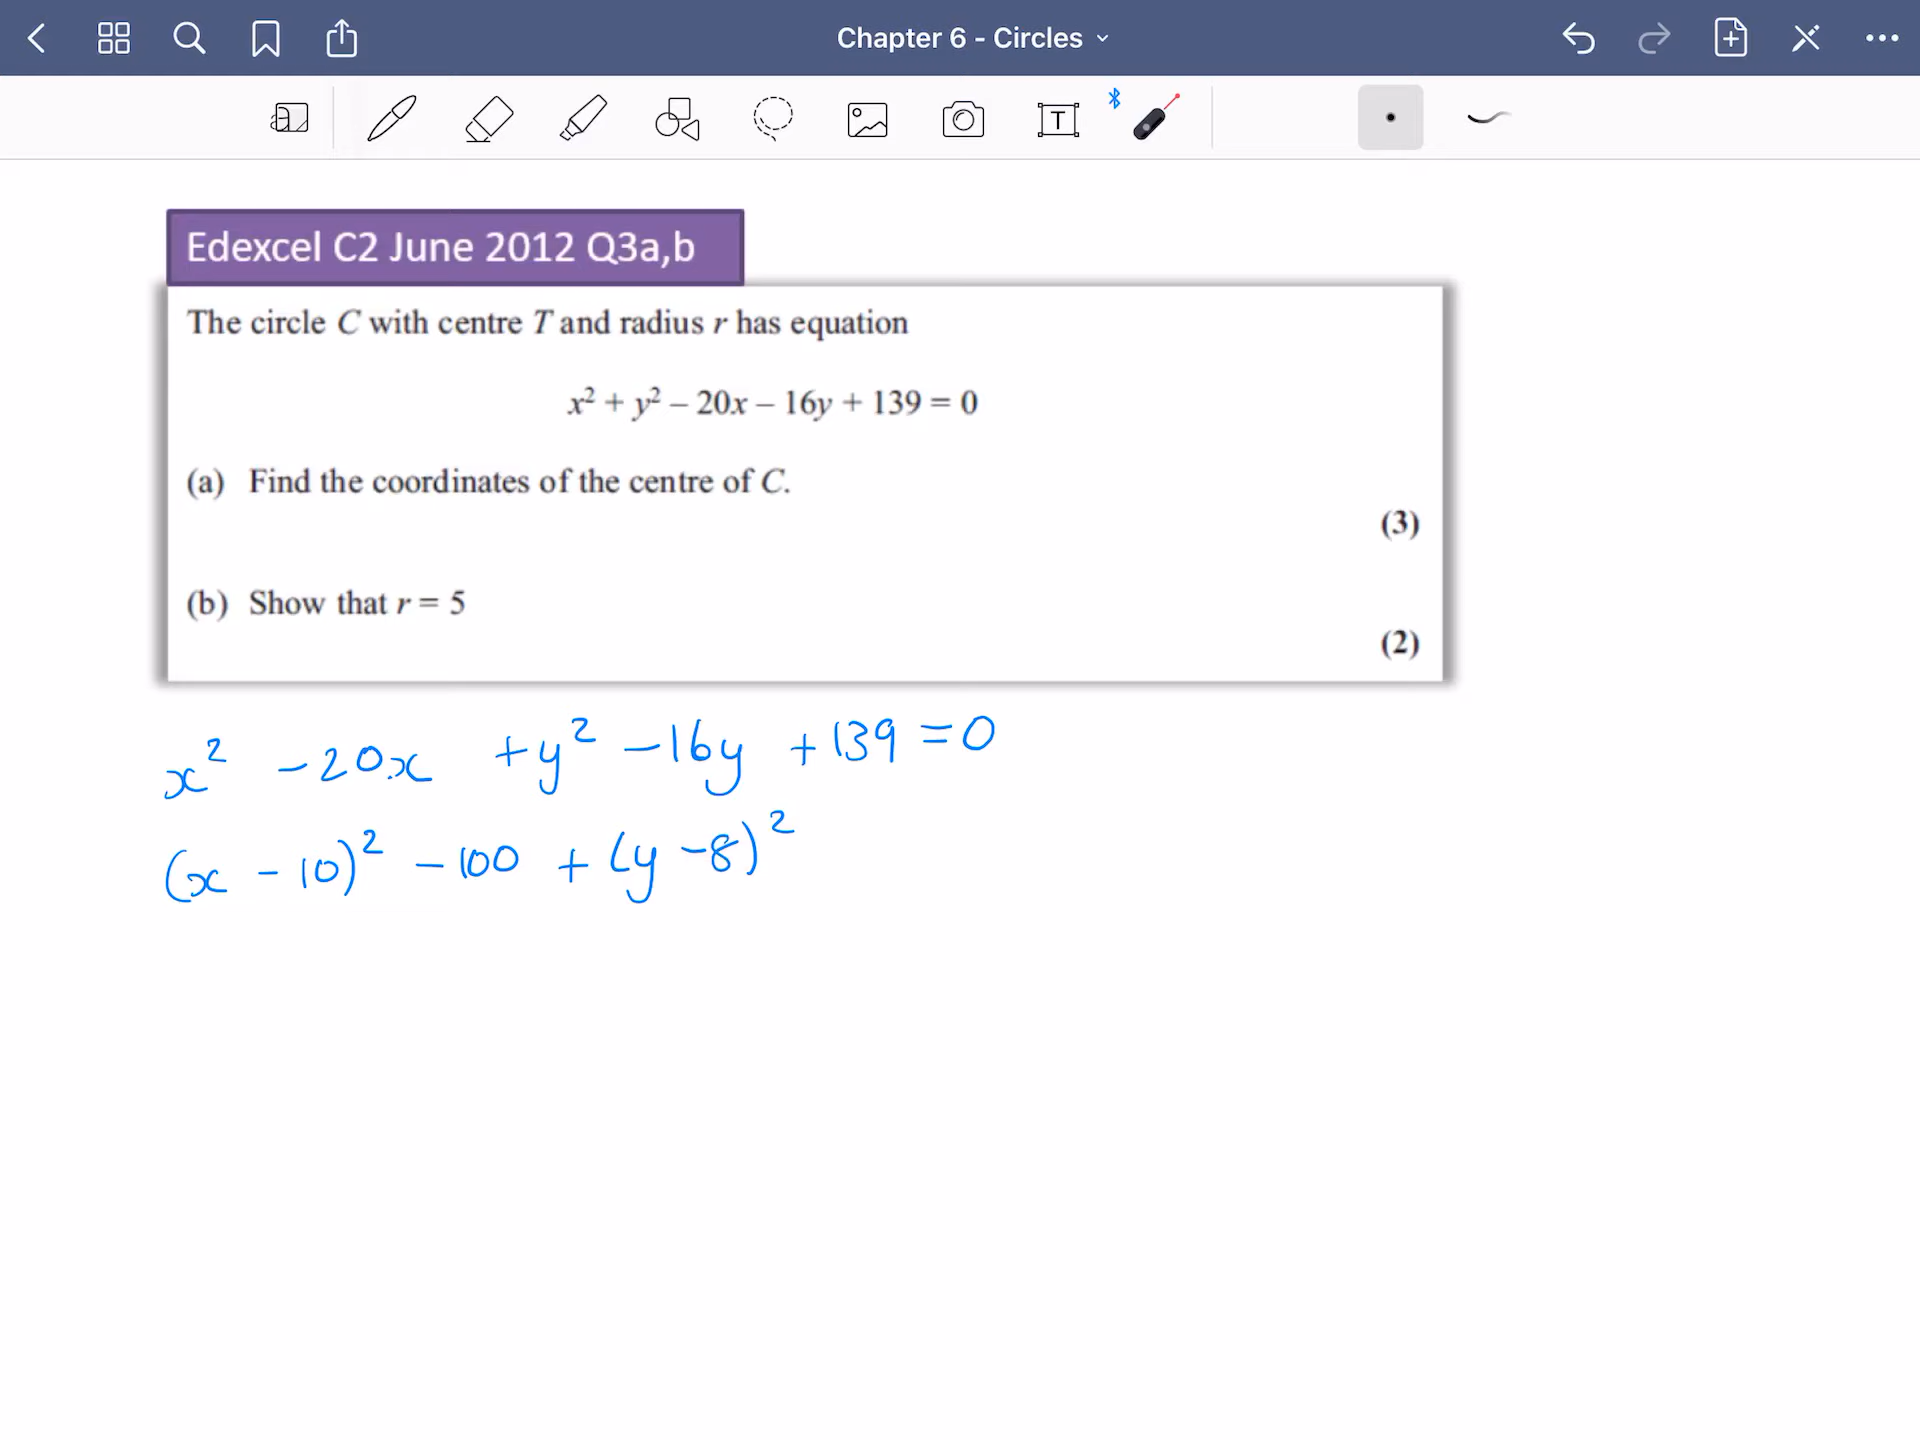 Chapter 6 - Circles
Edexcel C2 June 2012 Q3a,b
The circle C with centre T and radius r has equation
x² + y² – 20x – 16y + 139 = 0
(a) Find the coordinates of the centre of C.
(3)
(b) Show that r = 5
(2)
x² -20x +y² -16y +139 =0
(x - 10)² -100 + (y -8)²